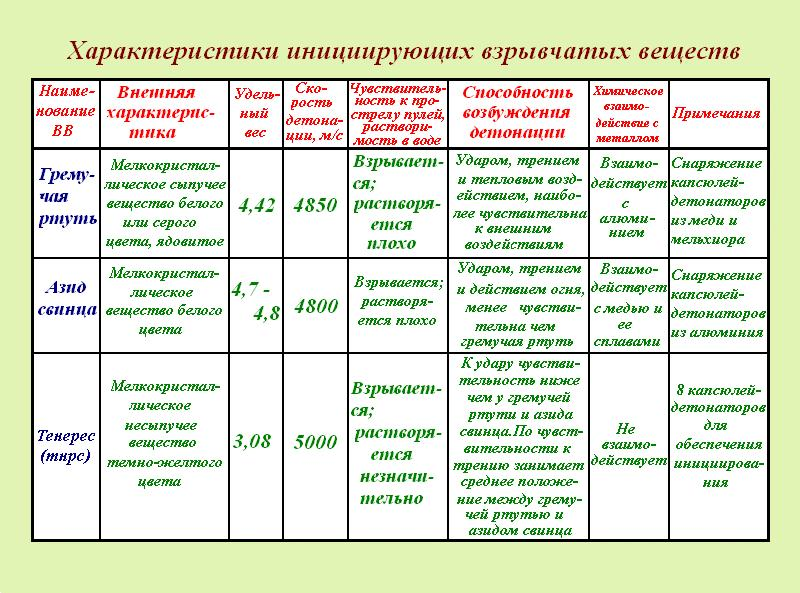 Характеристики инициирующих взрывчатых веществ
Наиме-
нование
ВВ
Внешняя
характерис-
тика
Удель-
ный
вес
Ско-
рость
детона-
ции, м/с
Чувствитель-
ность к про-
стрелу пулей,
раствори-
мость в воде
Способность
возбуждения
детонации
Химическое
взаимо-
действие с
металлом
Примечания
Грему-
чая
ртуть
Мелкокристал-
лическое сыпучее
вещество белого
или серого
цвета, ядовитое
4,42
4850
Взрывает-
ся;
растворя-
ется
плохо
Ударом, трением
и тепловым возд-
ействием, наибо-
лее чувствительна
к внешним
воздействиям
Взаимо-
действует
с
алюми-
нием
Снаряжение
капсюлей-
детонаторов
из меди и
мельхиора
Азид
свинца
Мелкокристал-
лическое
вещество белого
цвета
4,7 -
4,8
4800
Взрывается;
растворя-
ется плохо
Ударом, трением
и действием огня,
менее чувстви-
тельна чем
гремучая ртуть
Взаимо-
действует
с медью и
ее
сплавами
Снаряжение
капсюлей-
детонаторов
из алюминия
Тенерес
(тнрс)
Мелкокристал-
лическое
несыпучее
вещество
темно-желтого
цвета
3,08
5000
Взрывает-
ся;
растворя-
ется
незначи-
тельно
К удару чувстви-
тельность ниже
чем у гремучей
ртути и азида
свинца.По чувст-
вительности к
трению занимает
среднее положе-
ние между грему-
чей ртутью и
азидом свинца
Не
взаимо-
действует
8 капсюлей-
детонаторов
для
обеспечения
иницииро­ва-
ния